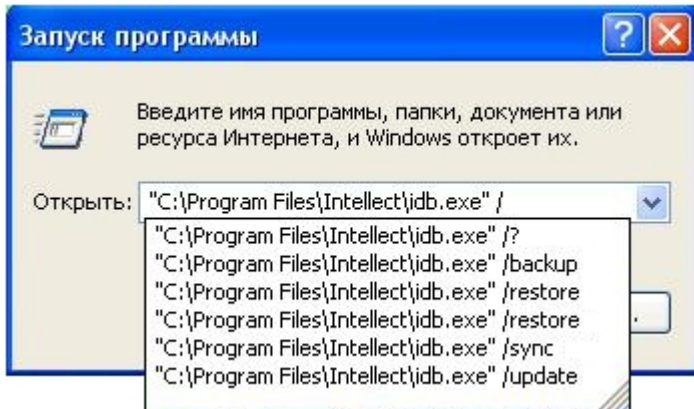 Запуск программы
Введите имя программы, папки, документа или
ресурса Интернета, и Windows откроет их.
Открыть: "C:\Program Files\Intellect\idb.exe" /
"C:\Program Files\Intellect\idb.exe" /?
"C:\Program Files\Intellect\idb.exe" /backup
"C:\Program Files\Intellect\idb.exe" /restore
"C:\Program Files\Intellect\idb.exe" /restore
"C:\Program Files\Intellect\idb.exe" /sync
"C:\Program Files\Intellect\idb.exe" /update